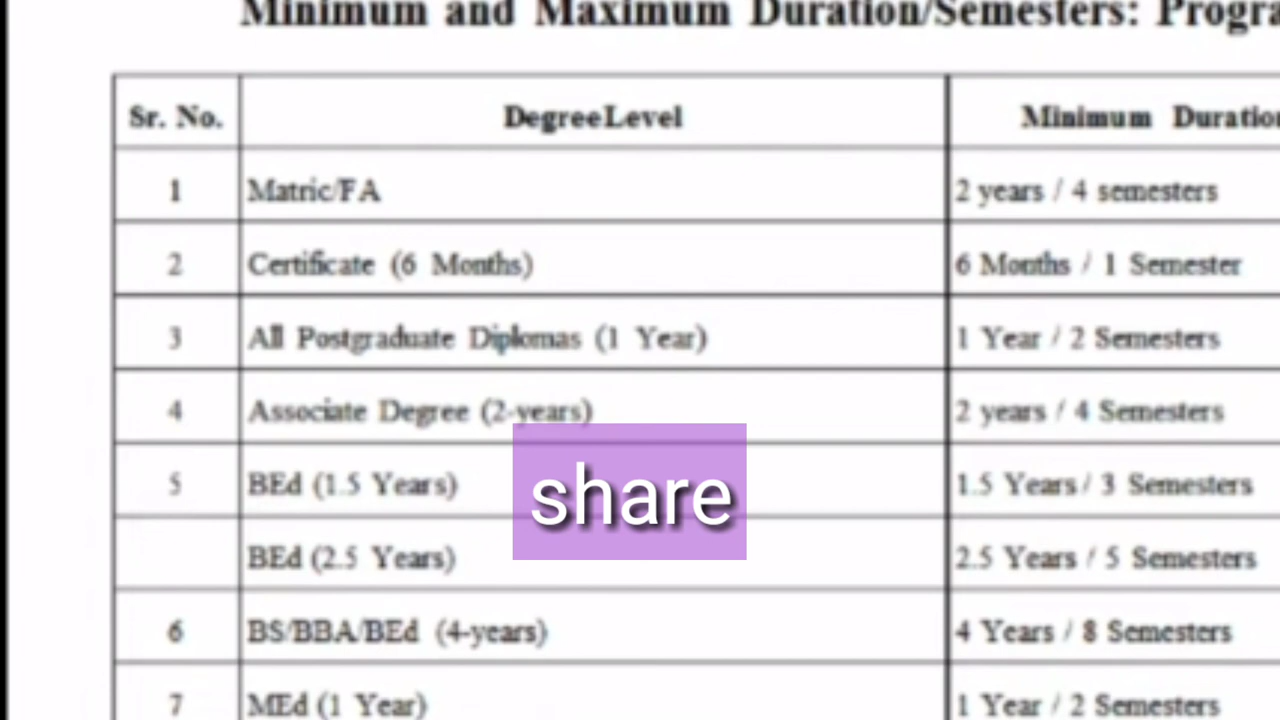 Minimum and Maximum Duration/Semesters:
Sr. No. DegreeLevel Minimum
1 Matric/FA 2 years / 4 semesters
2 Certificate (6 Months) 6 Months / 1 Semester
3 All Postgraduate Diplomas (1 Year) 1 Year / 2 Semesters
4 Associate Degree (2-years) 2 years / 4 Semesters
5 BEd (1.5 Years) 1.5 Years / 3 Semesters
share
BEd (2.5 Years) 2.5 Years / 5 Semesters
6 BS/BBA/BEd (4-years) 4 Years / 8 Semesters
7 MEd (1 Year) 1 Year / 2 Semesters